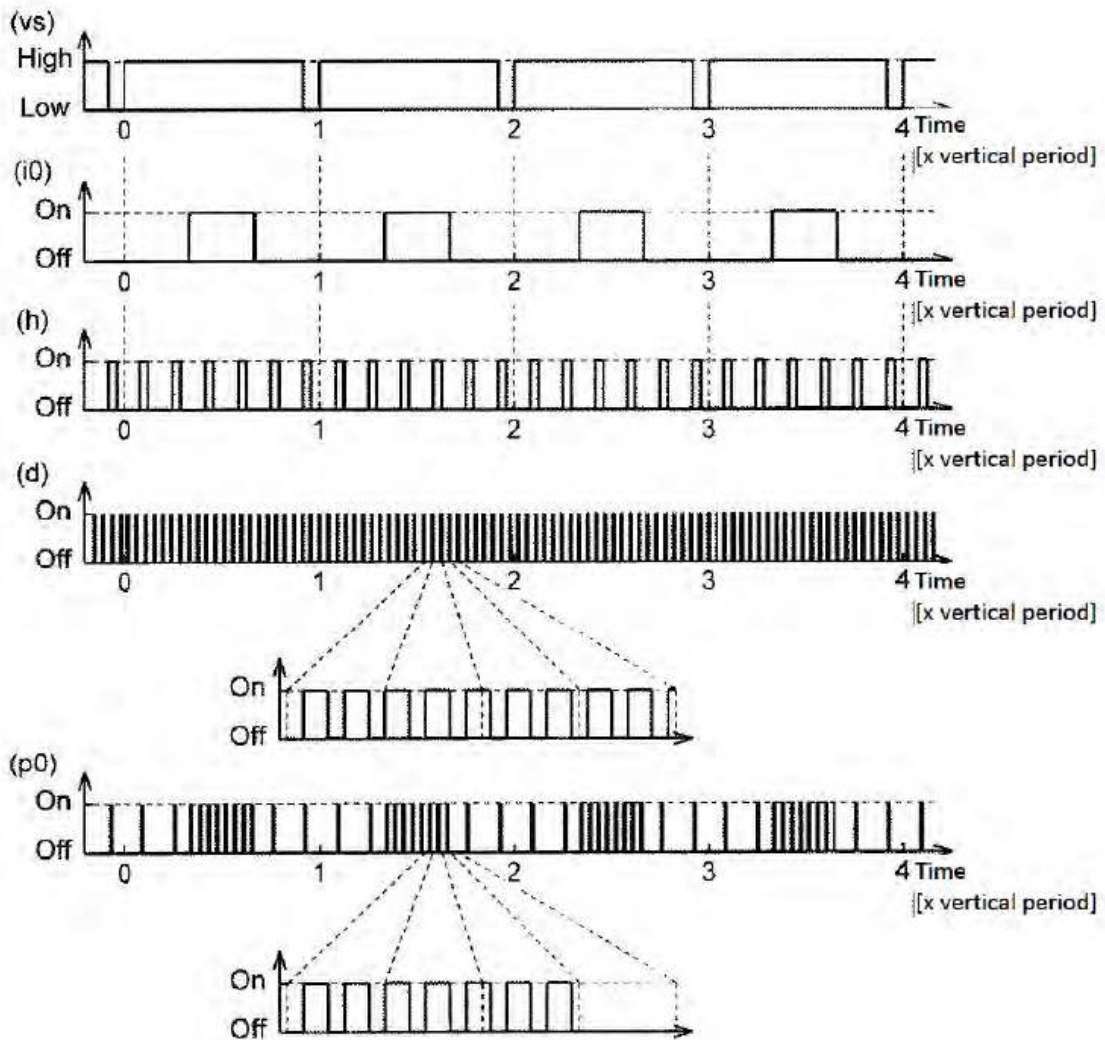 (vs)
High
Low
0 1 2 3 4 Time
[x vertical period]
(i0)
On
Off
0 1 2 3 4 Time
[x vertical period]
(h)
On
Off
0 1 2 3 4 Time
[x vertical period]
(d)
On
Off
0 1 2 3 4 Time
[x vertical period]
On
Off
(p0)
On
Off
0 1 2 3 4 Time
[x vertical period]
On
Off